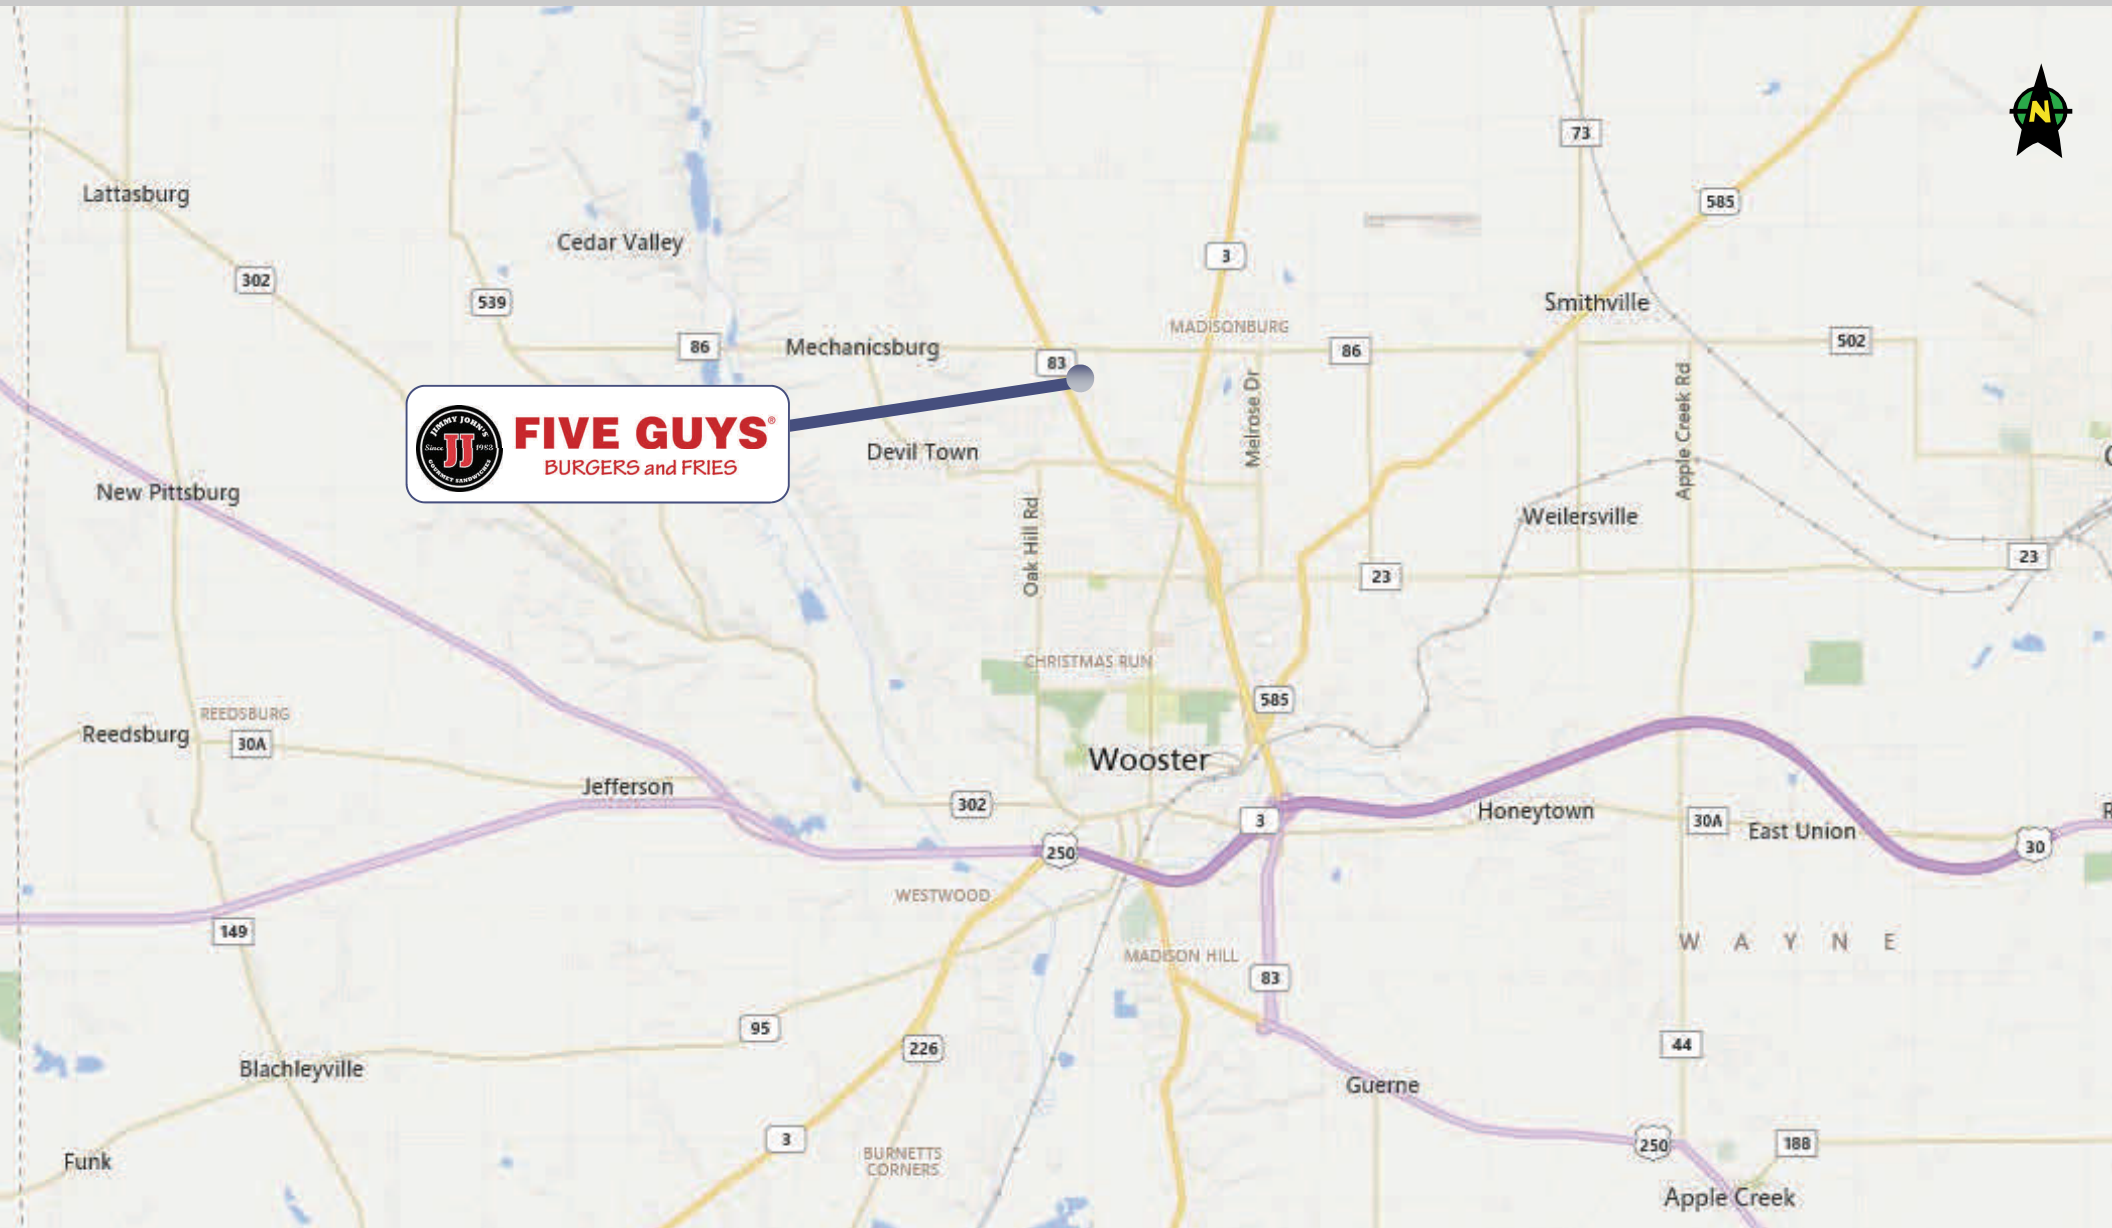 N
73
585
Lattasburg
Cedar Valley
3
302
539
Smithville
MADISONBURG
86
Mechanicsburg
83
86
502
Melrose Dr
Apple Creek Rd
JIMMY JOHN'S
Since JJ 1983
GOURMET SANDWICHES
FIVE GUYS®
BURGERS and FRIES
Devil Town
New Pittsburg
Oak Hill Rd
Weilersville
23
23
CHRISTMAS RUN
585
REEDSBURG
Reedsburg
30A
Wooster
Jefferson
302
3
Honeytown
30A
East Union
30
250
WESTWOOD
149
WAYNE
MADISON HILL
83
95
226
44
Blachleyville
Guerne
3
250
188
BURNETTS
CORNERS
Funk
Apple Creek